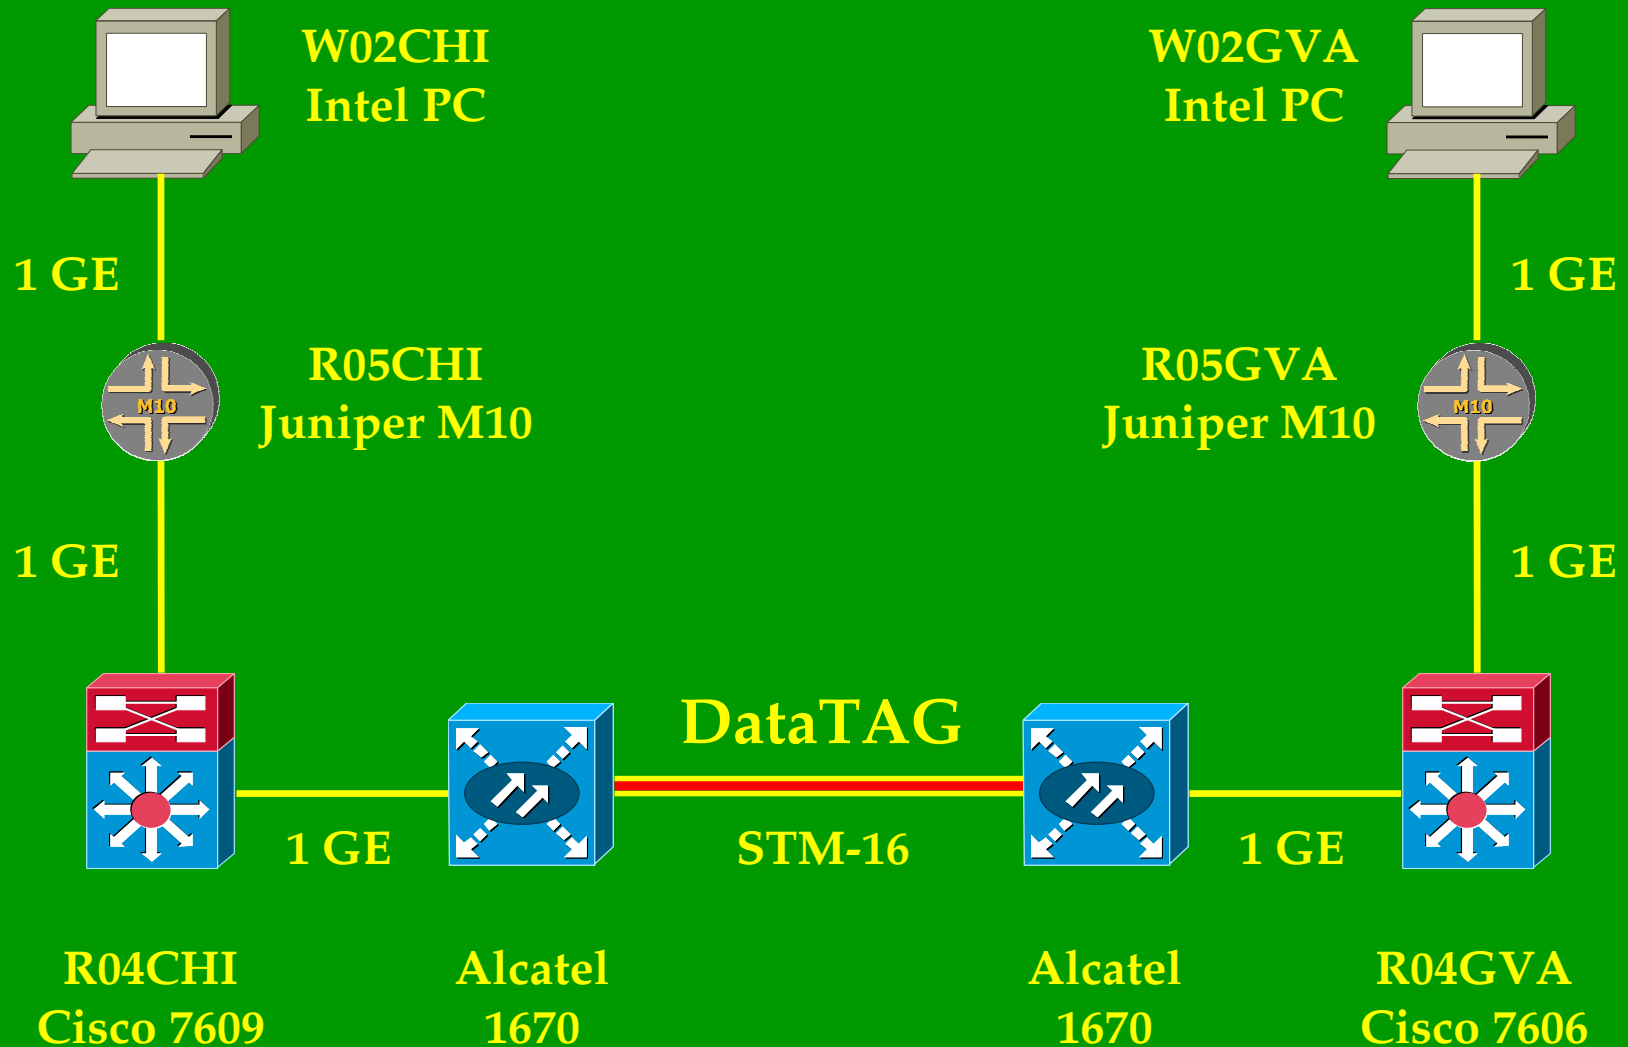 W02CHI
Intel PC
W02GVA
Intel PC
1 GE
1 GE
M10
R05CHI
Juniper M10
R05GVA
Juniper M10
M10
1 GE
1 GE
DataTAG
1 GE
STM-16
1 GE
R04CHI
Cisco 7609
Alcatel
1670
Alcatel
1670
R04GVA
Cisco 7606